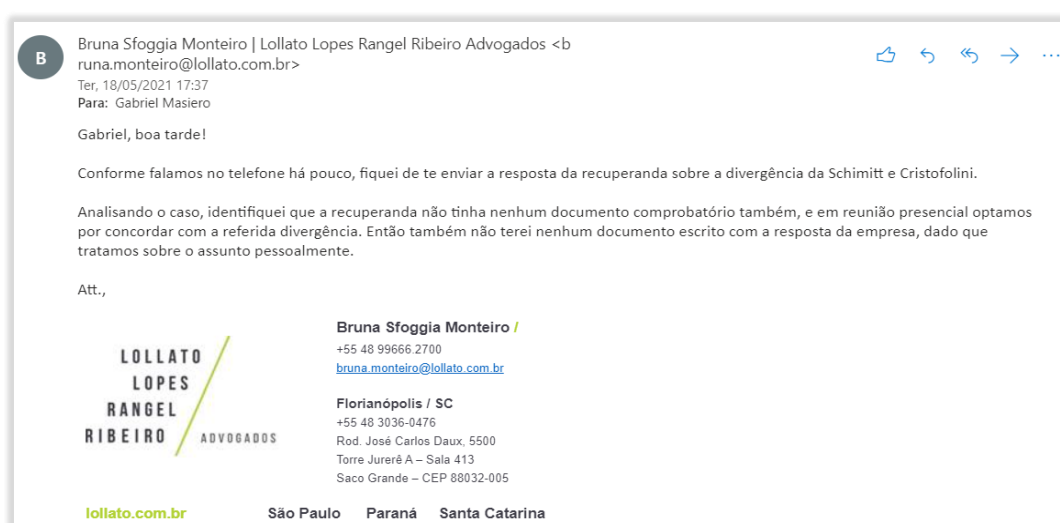 B
Bruna Sfoggia Monteiro | Lollato Lopes Rangel Ribeiro Advogados <b
runa.monteiro@lollato.com.br>
Ter, 18/05/2021 17:37
Para: Gabriel Masiero
Gabriel, boa tarde!
Conforme falamos no telefone há pouco, fiquei de te enviar a resposta da recuperanda sobre a divergência da Schimitt e Cristofolini.
Analisando o caso, identifiquei que a recuperanda não tinha nenhum documento comprobatório também, e em reunião presencial optamos
por concordar com a referida divergência. Então também não terei nenhum documento escrito com a resposta da empresa, dado que
tratamos sobre o assunto pessoalmente.
Att.,
LOLLATO
LOPES
RANGEL
RIBEIRO ADVOGADOS
Bruna Sfoggia Monteiro /
+55 48 99666.2700
bruna.monteiro@lollato.com.br
Florianópolis / SC
+55 48 3036-0476
Rod. José Carlos Daux, 5500
Torre Jurerê A – Sala 413
Saco Grande – CEP 88032-005
lollato.com.br São Paulo Paraná Santa Catarina